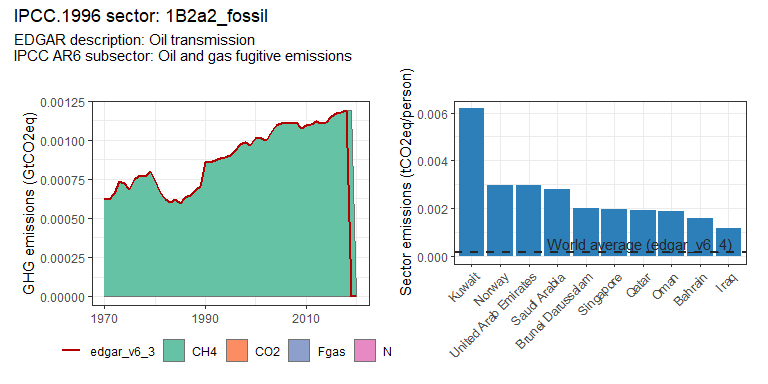 IPCC.1996 sector: 1B2a2_fossil
EDGAR description: Oil transmission
IPCC AR6 subsector: Oil and gas fugitive emissions
GHG emissions (GtCO2eq)
0.00125
0.00100
0.00075
0.00050
0.00025
0.00000
1970
1990
2010
edgar_v6_3
CH4
CO2
Fgas
N
Sector emissions (tCO2eq/person)
0.006
0.004
0.002
0.000
World average (edgar_v6_4)
Kuwait
Norway
United Arab Emirates
Saudi Arabia
Brunei Darussalam
Singapore
Qatar
Oman
Bahrain
Iraq